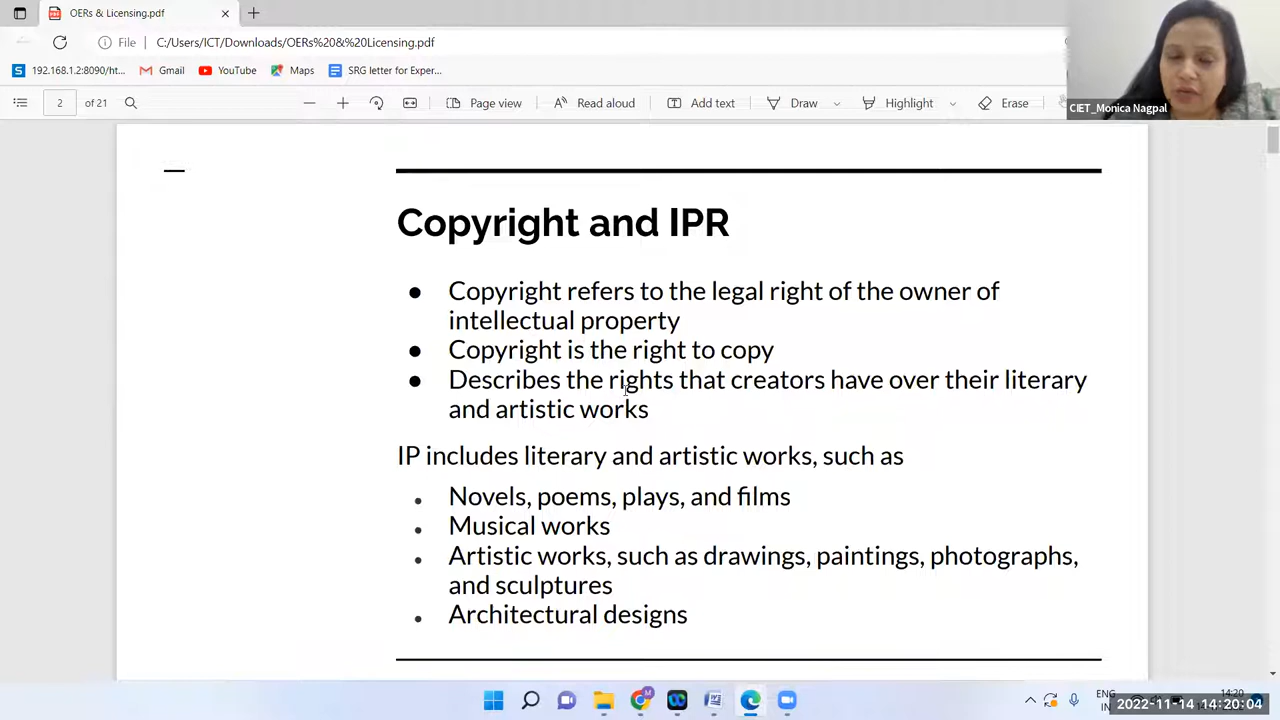 OERs & Licensing.pdf
File C:/Users/ICT/Downloads/OERs%20&%20Licensing.pdf
192.168.1.2:8090/ht... Gmail YouTube Maps SRG letter for Exper...
2 of 21 Page view Read aloud Add text Draw Highlight Erase
CIET_Monica Nagpal
Copyright and IPR
● Copyright refers to the legal right of the owner of
intellectual property
● Copyright is the right to copy
● Describes the rights that creators have over their literary
and artistic works
IP includes literary and artistic works, such as
● Novels, poems, plays, and films
● Musical works
● Artistic works, such as drawings, paintings, photographs,
and sculptures
● Architectural designs
ENG 14:20
IN
2022-11-14 14:20:04